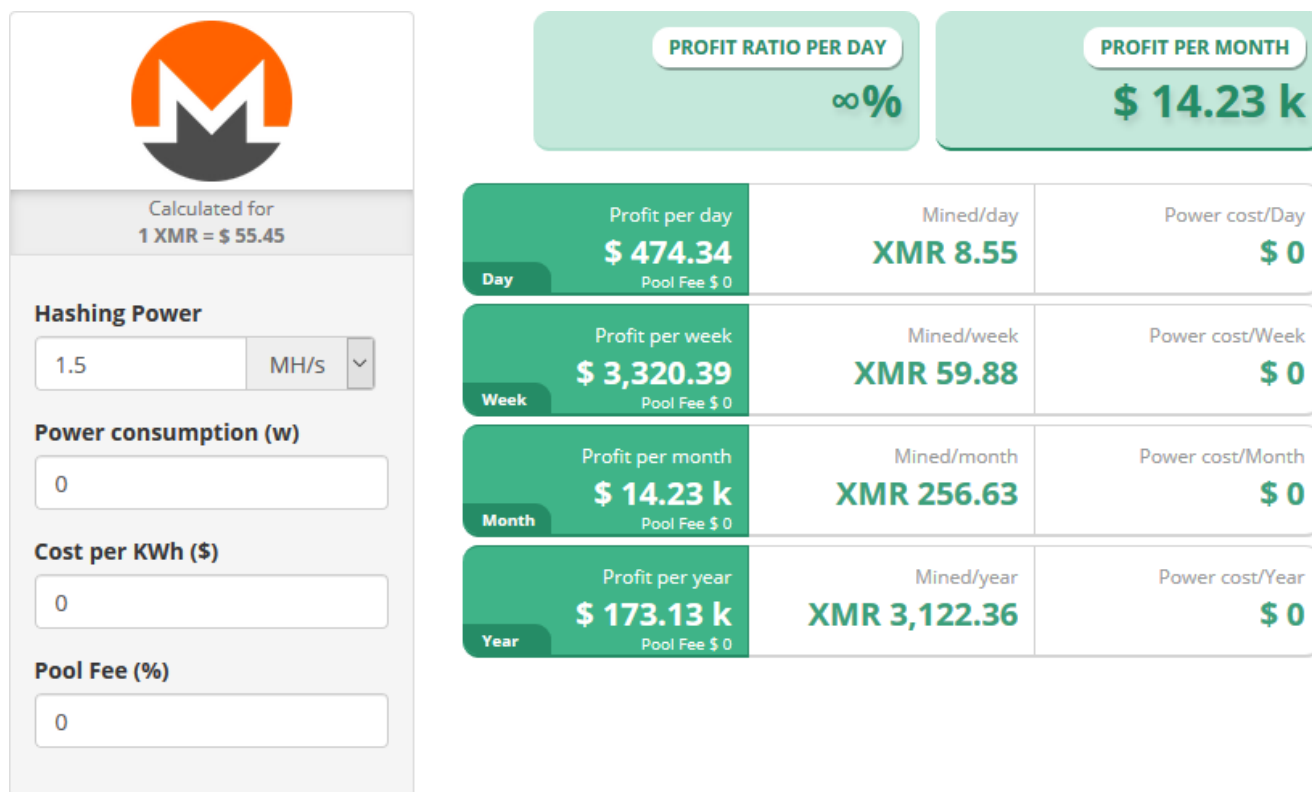 Calculated for
1 XMR = $ 55.45
Hashing Power
1.5 MH/s
Power consumption (w)
0
Cost per KWh ($)
0
Pool Fee (%)
0
PROFIT RATIO PER DAY
∞%
PROFIT PER MONTH
$ 14.23 k
Day
Profit per day
$ 474.34
Pool Fee $ 0
Mined/day
XMR 8.55
Power cost/Day
$ 0
Week
Profit per week
$ 3,320.39
Pool Fee $ 0
Mined/week
XMR 59.88
Power cost/Week
$ 0
Month
Profit per month
$ 14.23 k
Pool Fee $ 0
Mined/month
XMR 256.63
Power cost/Month
$ 0
Year
Profit per year
$ 173.13 k
Pool Fee $ 0
Mined/year
XMR 3,122.36
Power cost/Year
$ 0